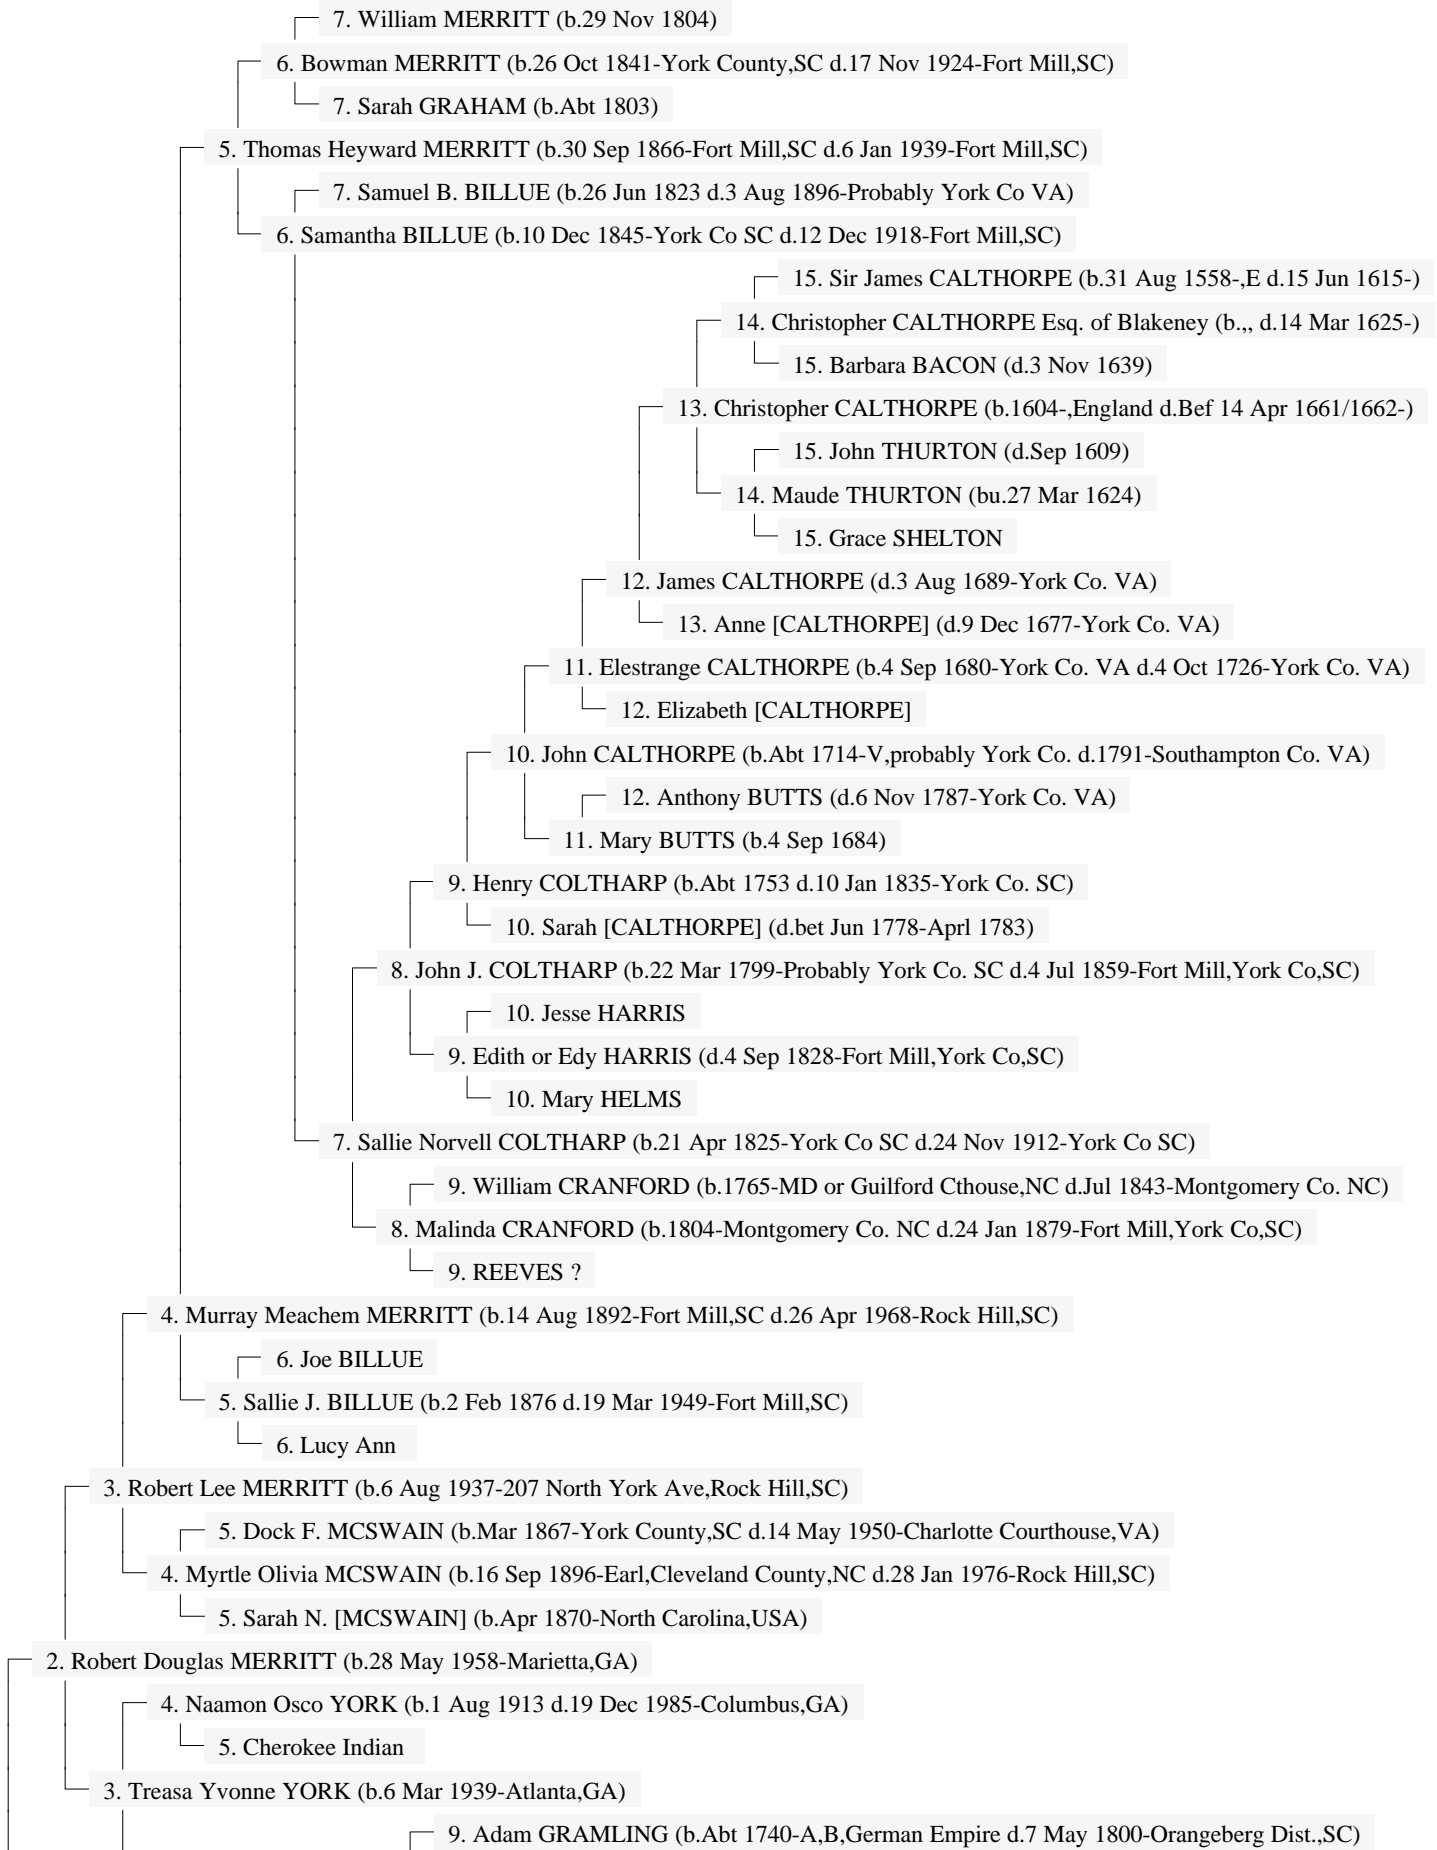 7. William MERRITT (b.29 Nov 1804)
6. Bowman MERRITT (b.26 Oct 1841-York County,SC d.17 Nov 1924-Fort Mill,SC)
7. Sarah GRAHAM (b.Abt 1803)
5. Thomas Heyward MERRITT (b.30 Sep 1866-Fort Mill,SC d.6 Jan 1939-Fort Mill,SC)
7. Samuel B. BILLUE (b.26 Jun 1823 d.3 Aug 1896-Probably York Co VA)
6. Samantha BILLUE (b.10 Dec 1845-York Co SC d.12 Dec 1918-Fort Mill,SC)
15. Sir James CALTHORPE (b.31 Aug 1558-,E d.15 Jun 1615-)
14. Christopher CALTHORPE Esq. of Blakeney (b.,, d.14 Mar 1625-)
15. Barbara BACON (d.3 Nov 1639)
13. Christopher CALTHORPE (b.1604-,England d.Bef 14 Apr 1661/1662-)
15. John THURTON (d.Sep 1609)
14. Maude THURTON (bu.27 Mar 1624)
15. Grace SHELTON
12. James CALTHORPE (d.3 Aug 1689-York Co. VA)
13. Anne [CALTHORPE] (d.9 Dec 1677-York Co. VA)
11. Elestrange CALTHORPE (b.4 Sep 1680-York Co. VA d.4 Oct 1726-York Co. VA)
12. Elizabeth [CALTHORPE]
10. John CALTHORPE (b.Abt 1714-V,probably York Co. d.1791-Southampton Co. VA)
12. Anthony BUTTS (d.6 Nov 1787-York Co. VA)
11. Mary BUTTS (b.4 Sep 1684)
9. Henry COLTHARP (b.Abt 1753 d.10 Jan 1835-York Co. SC)
10. Sarah [CALTHORPE] (d.bet Jun 1778-Aprl 1783)
8. John J. COLTHARP (b.22 Mar 1799-Probably York Co. SC d.4 Jul 1859-Fort Mill,York Co,SC)
10. Jesse HARRIS
9. Edith or Edy HARRIS (d.4 Sep 1828-Fort Mill,York Co,SC)
10. Mary HELMS
7. Sallie Norvell COLTHARP (b.21 Apr 1825-York Co SC d.24 Nov 1912-York Co SC)
9. William CRANFORD (b.1765-MD or Guilford Cthouse,NC d.Jul 1843-Montgomery Co. NC)
8. Malinda CRANFORD (b.1804-Montgomery Co. NC d.24 Jan 1879-Fort Mill,York Co,SC)
9. REEVES ?
4. Murray Meachem MERRITT (b.14 Aug 1892-Fort Mill,SC d.26 Apr 1968-Rock Hill,SC)
6. Joe BILLUE
5. Sallie J. BILLUE (b.2 Feb 1876 d.19 Mar 1949-Fort Mill,SC)
6. Lucy Ann
3. Robert Lee MERRITT (b.6 Aug 1937-207 North York Ave,Rock Hill,SC)
5. Dock F. MCSWAIN (b.Mar 1867-York County,SC d.14 May 1950-Charlotte Courthouse,VA)
4. Myrtle Olivia MCSWAIN (b.16 Sep 1896-Earl,Cleveland County,NC d.28 Jan 1976-Rock Hill,SC)
5. Sarah N. [MCSWAIN] (b.Apr 1870-North Carolina,USA)
2. Robert Douglas MERRITT (b.28 May 1958-Marietta,GA)
4. Naamon Osco YORK (b.1 Aug 1913 d.19 Dec 1985-Columbus,GA)
5. Cherokee Indian
3. Treasa Yvonne YORK (b.6 Mar 1939-Atlanta,GA)
9. Adam GRAMLING (b.Abt 1740-A,B,German Empire d.7 May 1800-Orangeberg Dist.,SC)